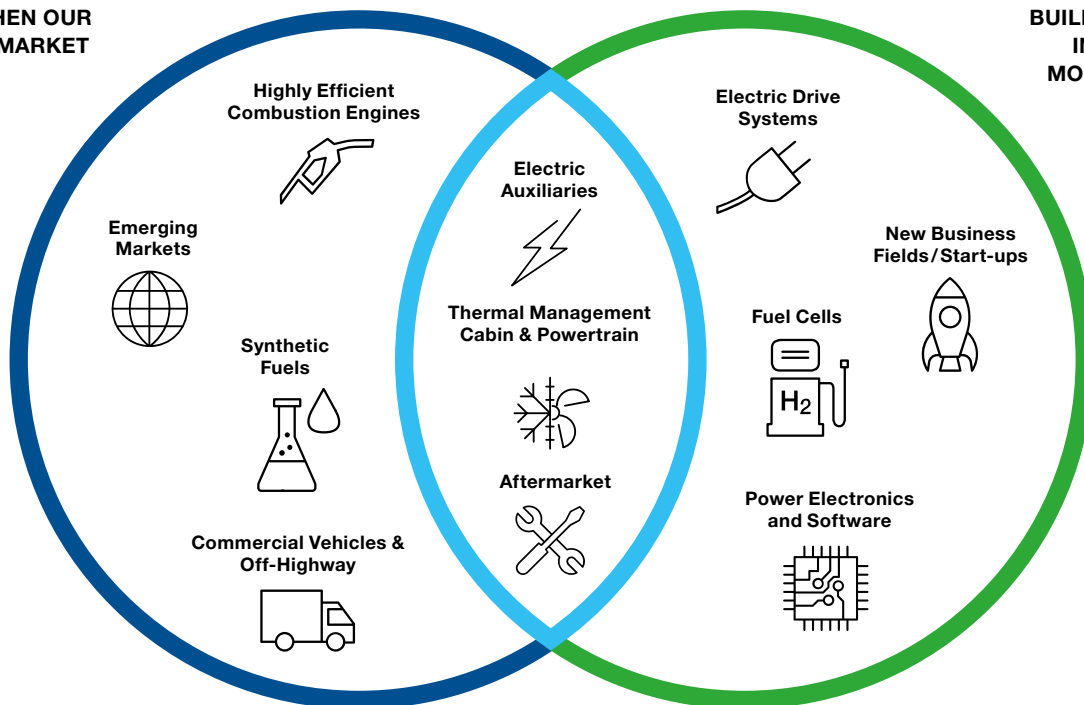 MARKET
BUIL
IN
MO
Highly Efficient
Combustion Engines
Emerging
Markets
Synthetic
Fuels
Commercial Vehicles &
Off-Highway
Electric
Auxiliaries
Thermal Management
Cabin & Powertrain
Aftermarket
Electric Drive
Systems
New Business
Fields/Start-ups
Fuel Cells
H₂
Power Electronics
and Software